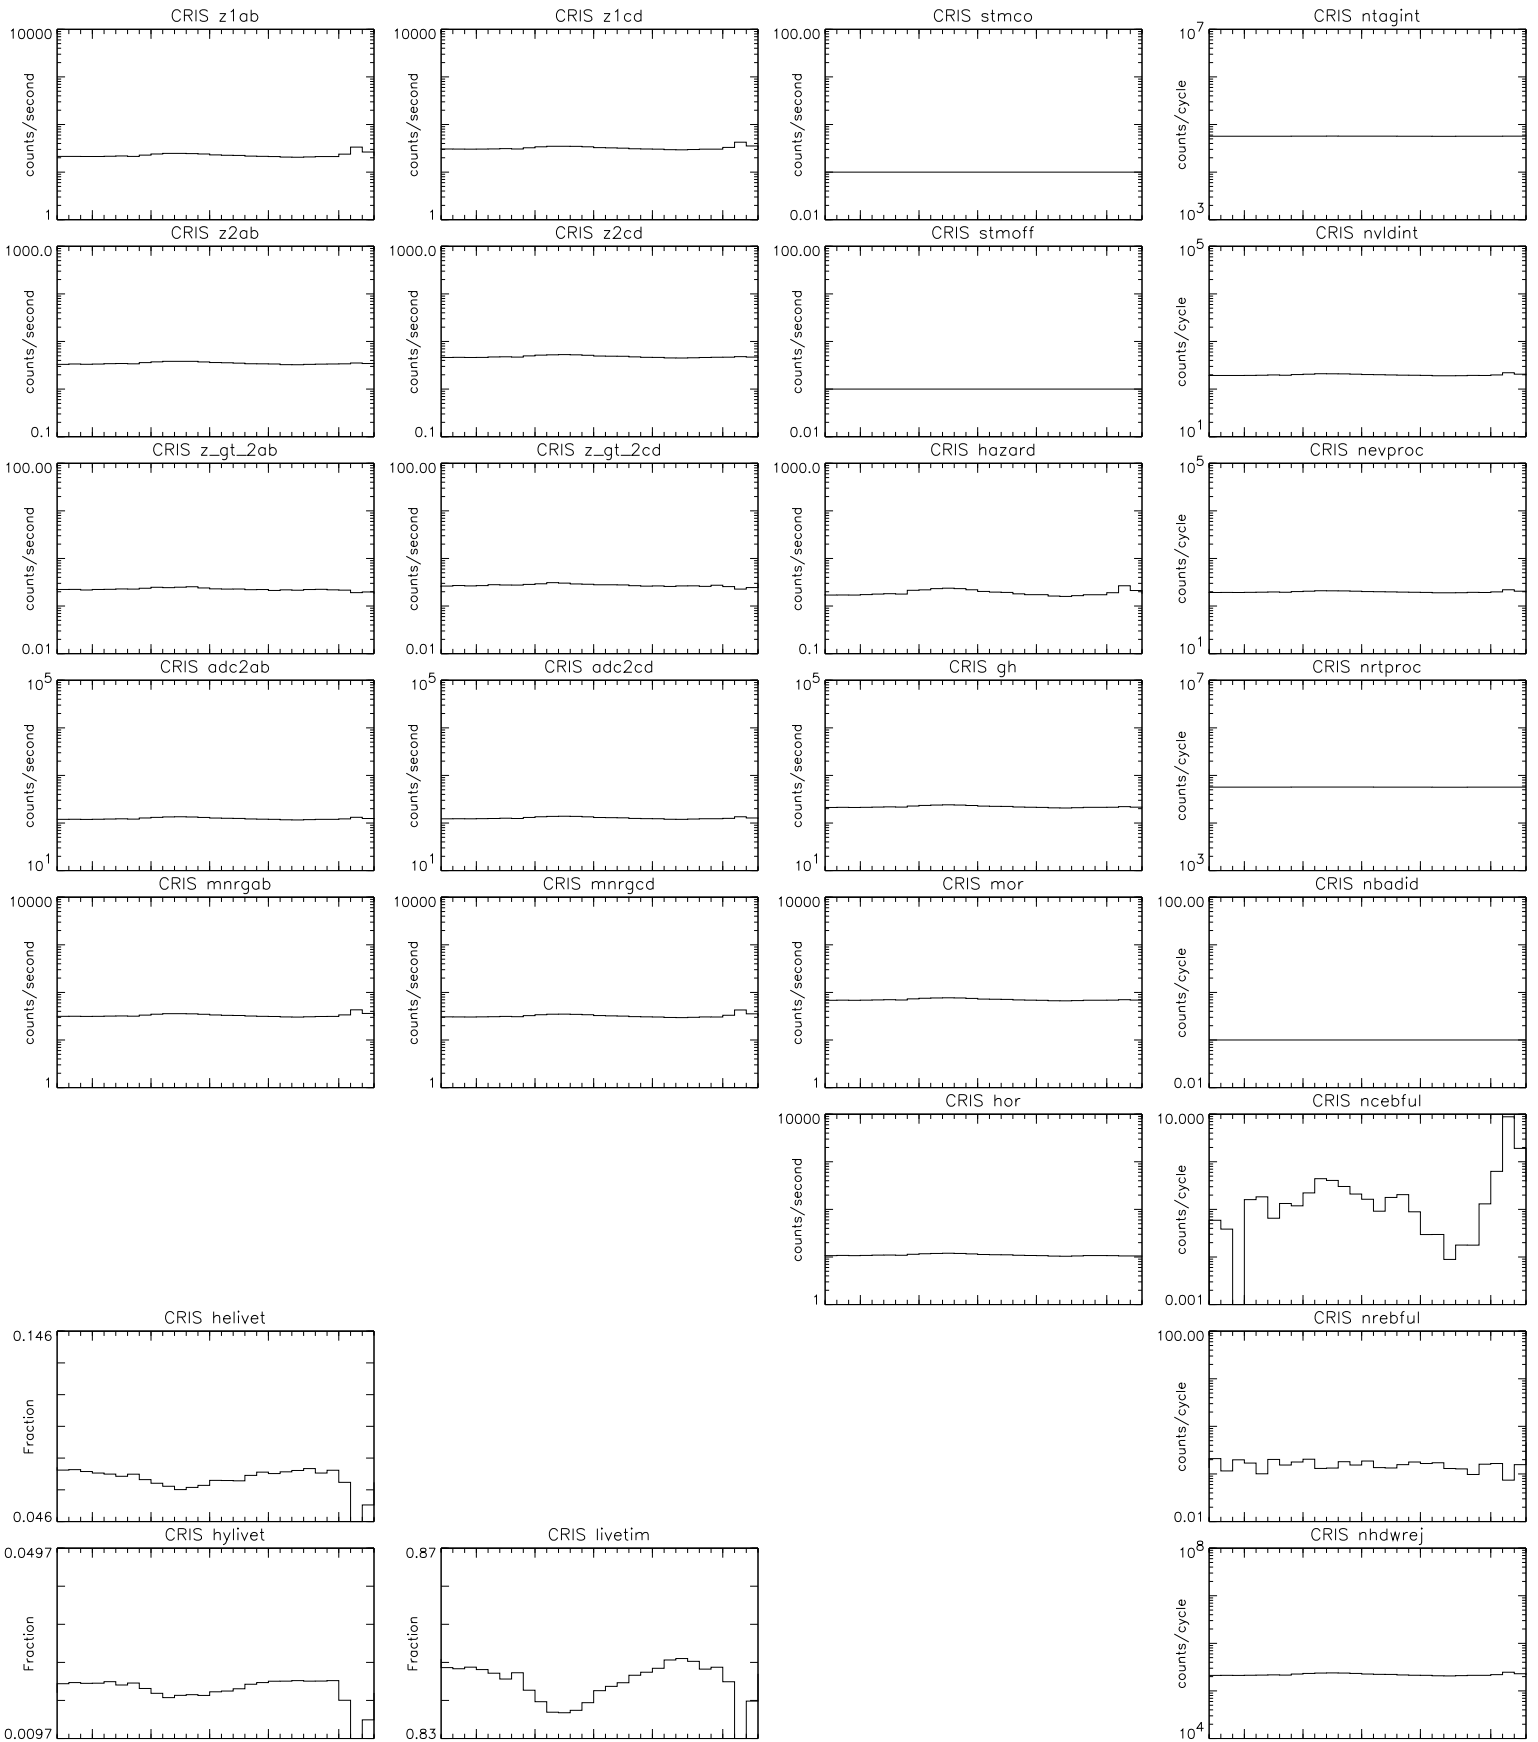 CRIS z1ab
10000
counts/second
1
CRIS z1cd
10000
counts/second
1
CRIS stmco
100.00
counts/second
0.01
CRIS ntagint
10^7
counts/cycle
10^3
CRIS z2ab
1000.0
counts/second
0.1
CRIS z2cd
1000.0
counts/second
0.1
CRIS stmoff
100.00
counts/second
0.01
CRIS nvldint
10^5
counts/cycle
10^1
CRIS z_gt_2ab
100.00
counts/second
0.01
CRIS z_gt_2cd
100.00
counts/second
0.01
CRIS hazard
1000.0
counts/second
0.1
CRIS nevproc
10^5
counts/cycle
10^1
CRIS adc2ab
10^5
counts/second
10^1
CRIS adc2cd
10^5
counts/second
10^1
CRIS gh
10^5
counts/second
10^1
CRIS nrtproc
10^7
counts/cycle
10^3
CRIS mnrgab
10000
counts/second
1
CRIS mnrgcd
10000
counts/second
1
CRIS mor
10000
counts/second
1
CRIS nbadid
100.00
counts/cycle
0.01
CRIS hor
10000
counts/second
1
CRIS ncebful
10.000
counts/cycle
0.001
CRIS helivet
0.146
Fraction
0.046
CRIS nrebful
100.00
counts/cycle
0.01
CRIS hylivet
0.0497
Fraction
0.0097
CRIS livetim
0.87
Fraction
0.83
CRIS nhdwrej
10^8
counts/cycle
10^4